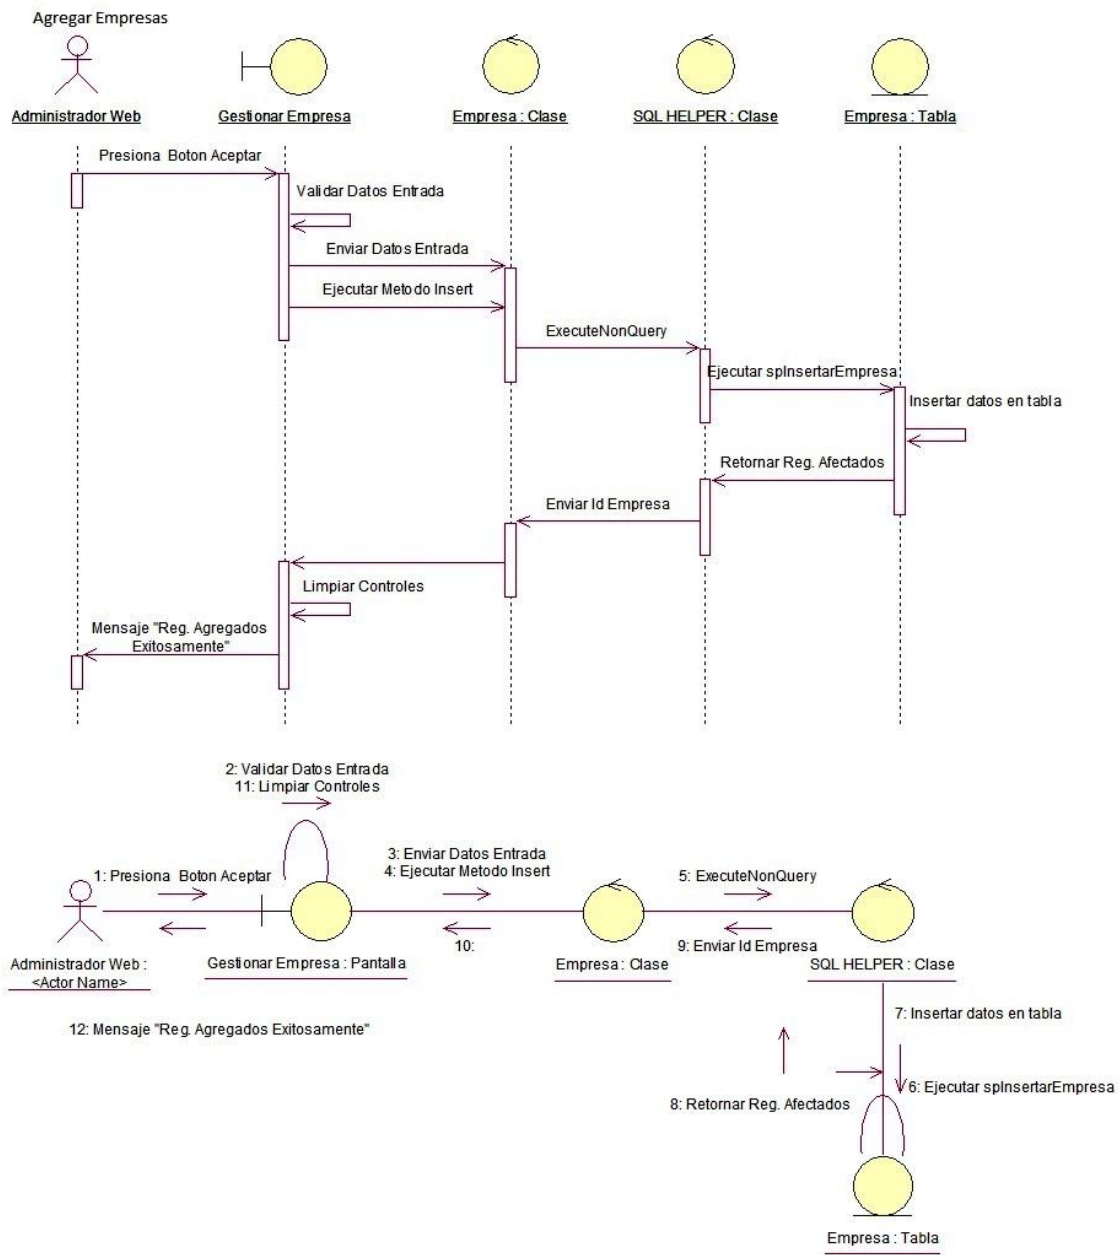 Agregar Empresas
Administrador Web
Gestionar Empresa
Empresa : Clase
SQL HELPER : Clase
Empresa : Tabla
Presiona Boton Aceptar
Validar Datos Entrada
Enviar Datos Entrada
Ejecutar Metodo Insert
ExecuteNonQuery
Ejecutar spInsertarEmpresa
Insertar datos en tabla
Retornar Reg. Afectados
Enviar Id Empresa
Limpiar Controles
Mensaje "Reg. Agregados
Exitosamente"
2: Validar Datos Entrada
11: Limpiar Controles
1: Presiona Boton Aceptar
3: Enviar Datos Entrada
4: Ejecutar Metodo Insert
5: ExecuteNonQuery
10:
9: Enviar Id Empresa
Administrador Web :
<Actor Name>
Gestionar Empresa : Pantalla
Empresa : Clase
SQL HELPER : Clase
7: Insertar datos en tabla
12: Mensaje "Reg. Agregados Exitosamente"
6: Ejecutar spInsertarEmpresa
8: Retornar Reg. Afectados
Empresa : Tabla